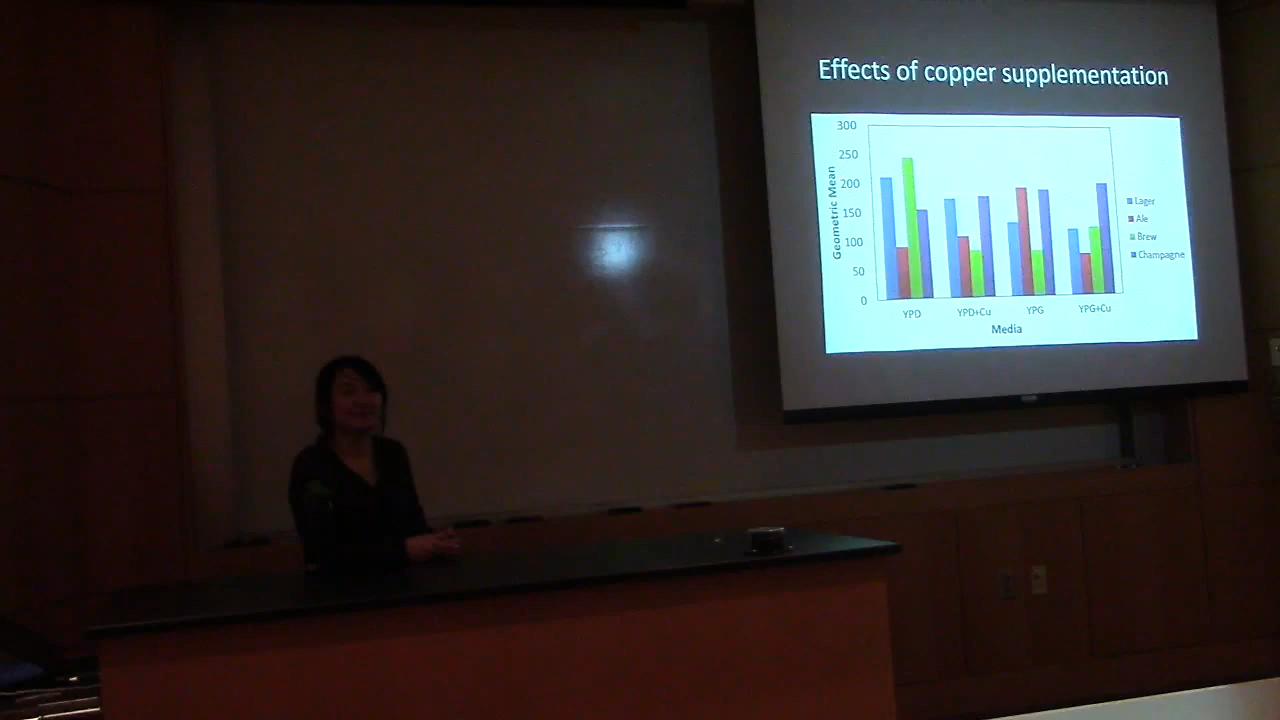 Effects of copper supplementation
300
250
200
150
100
50
0
Geometric Mean
YPD YPD+Cu YPG YPG+Cu
Media
Lager
Ale
Brew
Champagne